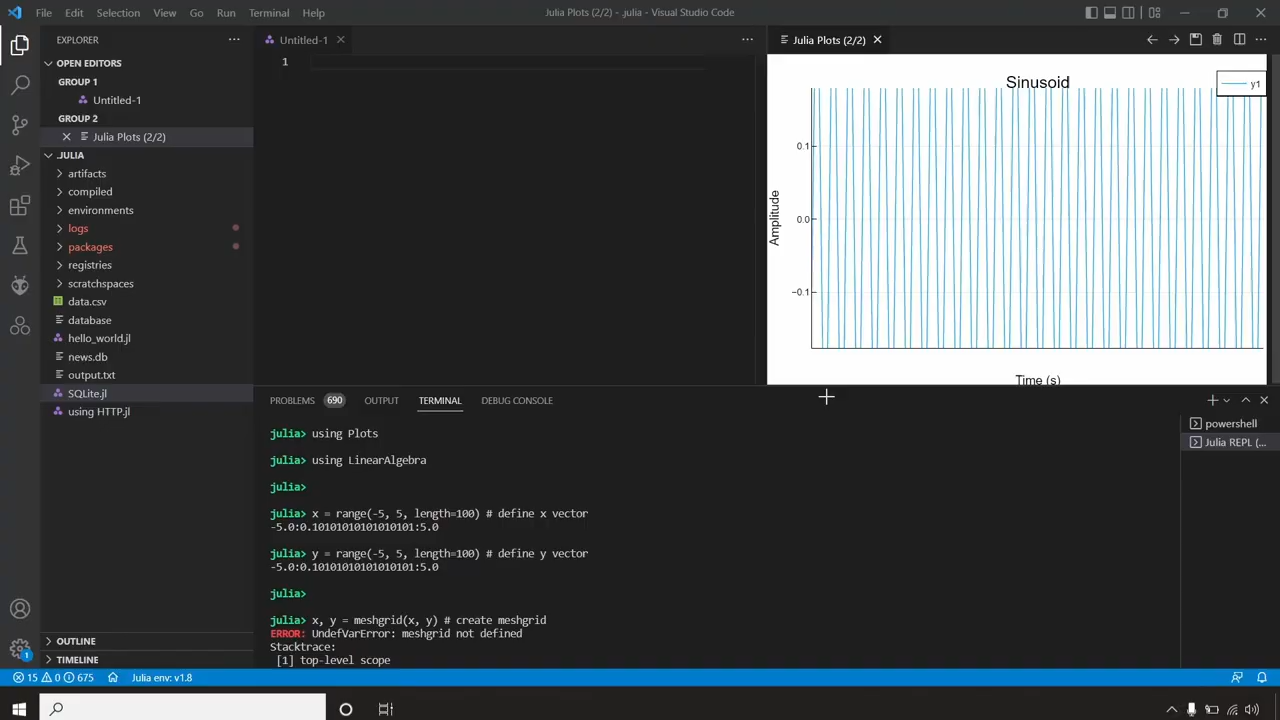 File Edit Selection View Go Run Terminal Help
Julia Plots (2/2) - .julia - Visual Studio Code
EXPLORER
OPEN EDITORS
GROUP 1
Untitled-1
GROUP 2
Julia Plots (2/2)
.JULIA
artifacts
compiled
environments
logs
packages
registries
scratchspaces
data.csv
database
hello_world.jl
news.db
output.txt
SQLite.jl
using HTTP.jl
OUTLINE
TIMELINE
Untitled-1
1
Julia Plots (2/2)
Sinusoid
y1
0.1
0.0
-0.1
Amplitude
Time (s)
PROBLEMS 690 OUTPUT TERMINAL DEBUG CONSOLE
julia> using Plots
julia> using LinearAlgebra
julia>
julia> x = range(-5, 5, length=100) # define x vector
-5.0:0.10101010101010101:5.0
julia> y = range(-5, 5, length=100) # define y vector
-5.0:0.10101010101010101:5.0
julia>
julia> x, y = meshgrid(x, y) # create meshgrid
ERROR: UndefVarError: meshgrid not defined
Stacktrace:
[1] top-level scope
powershell
Julia REPL (...
1
15 0 675 Julia env: v1.8